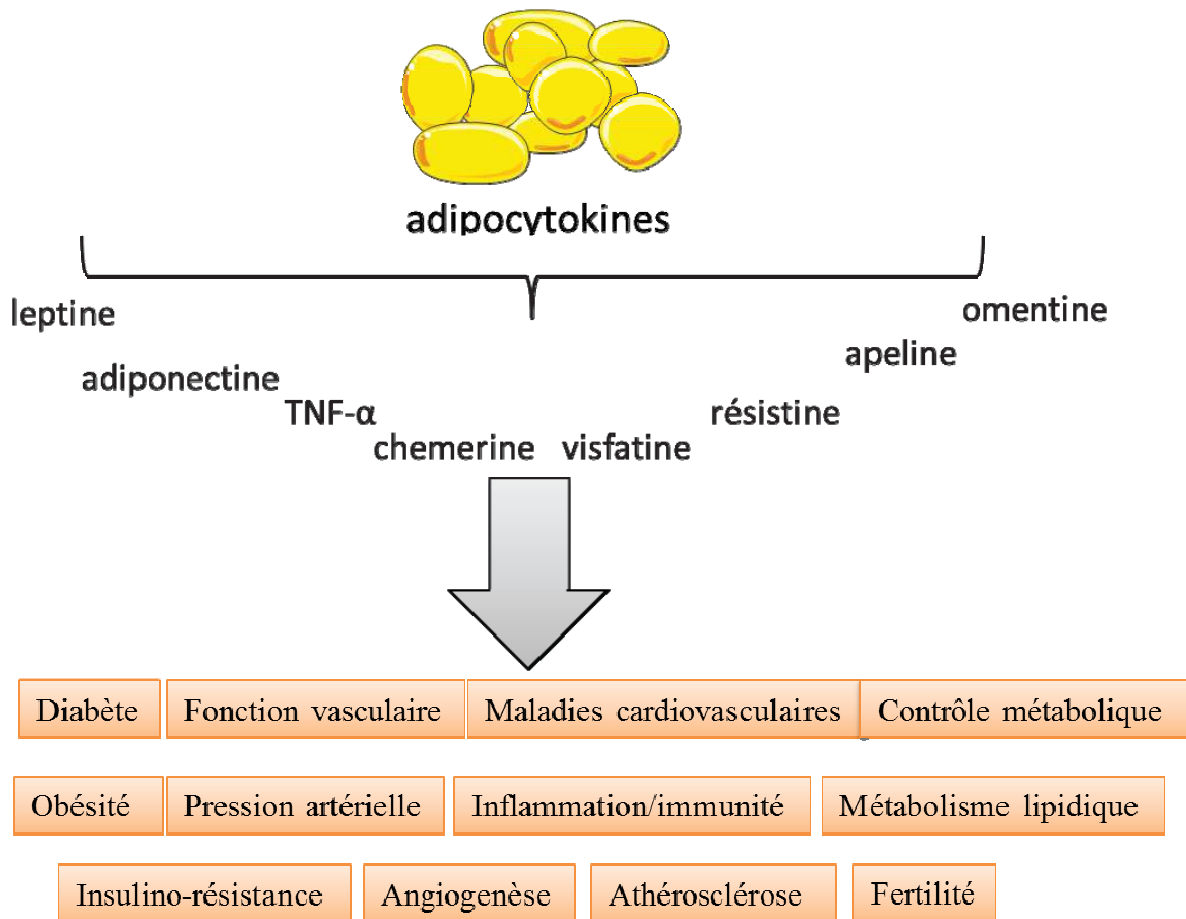 adipocytokines
leptine
omentine
apeline
adiponectine
TNF-α
résistine
chemerine visfatine
Diabète Fonction vasculaire Maladies cardiovasculaires Contrôle métabolique
Obésité Pression artérielle Inflammation/immunité Métabolisme lipidique
Insulino-résistance Angiogenèse Athérosclérose Fertilité